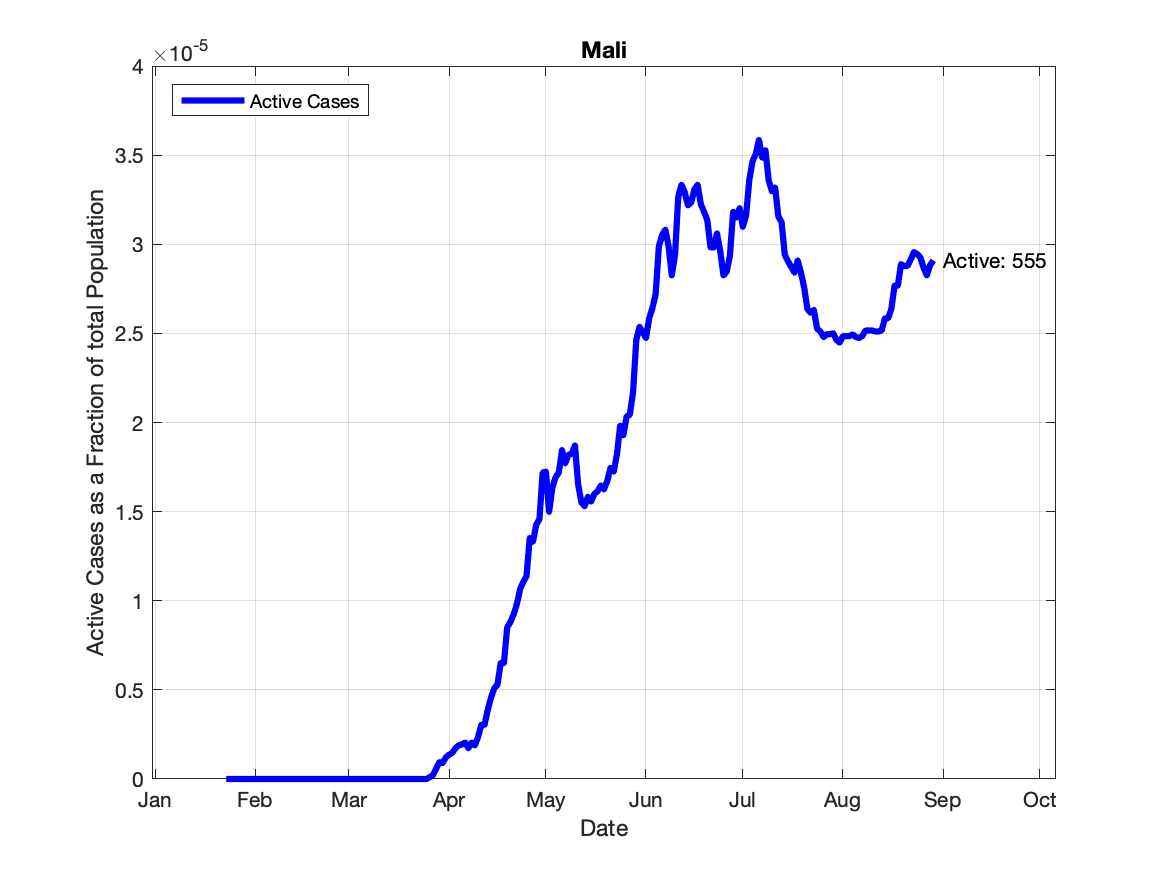 Mali
×10-5
4
3.5
3
2.5
2
1.5
1
0.5
0
Active Cases as a Fraction of total Population
Active Cases
Active: 555
Jan Feb Mar Apr May Jun Jul Aug Sep Oct
Date